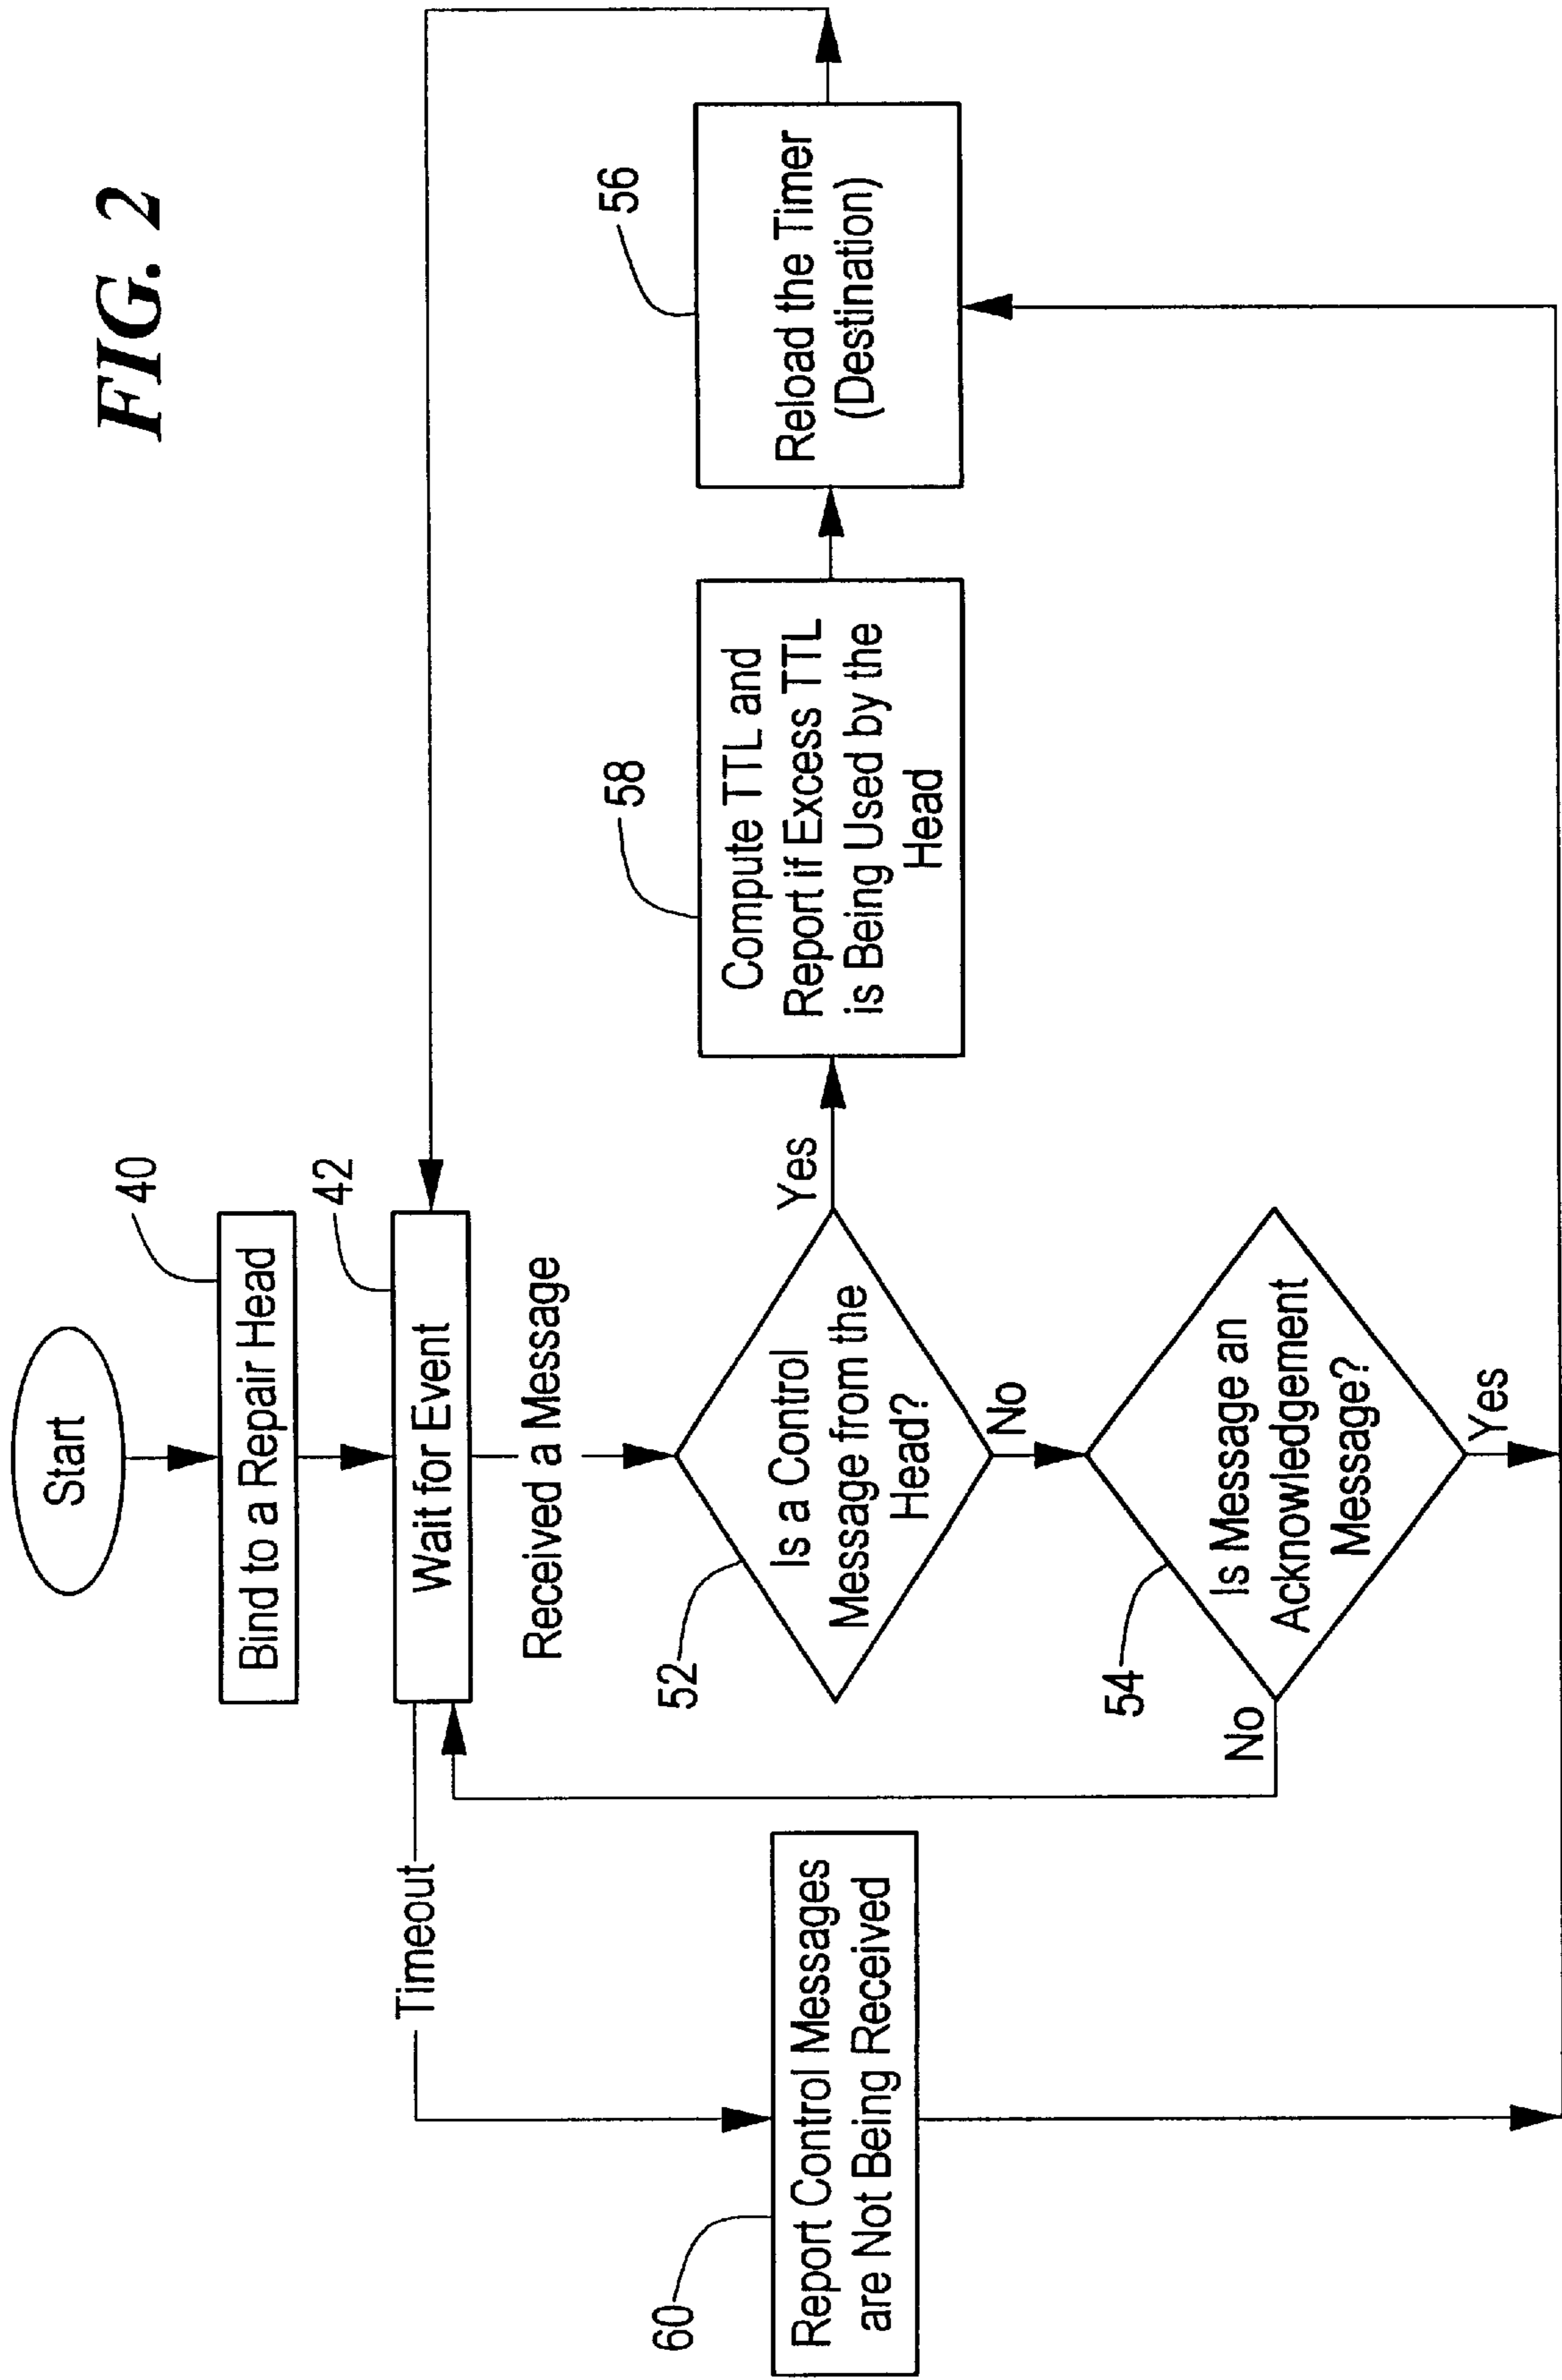 FIG. 2
Start
40
Bind to a Repair Head
42
Wait for Event
Timeout
Received a Message
52
Is a Control
Message from the
Head?
Yes
58
Compute TTL and
Report if Excess TTL
is Being Used by the
Head
56
Reload the Timer
(Destination)
No
54
Is Message an
Acknowledgement
Message?
No
Yes
60
Report Control Messages
are Not Being Received